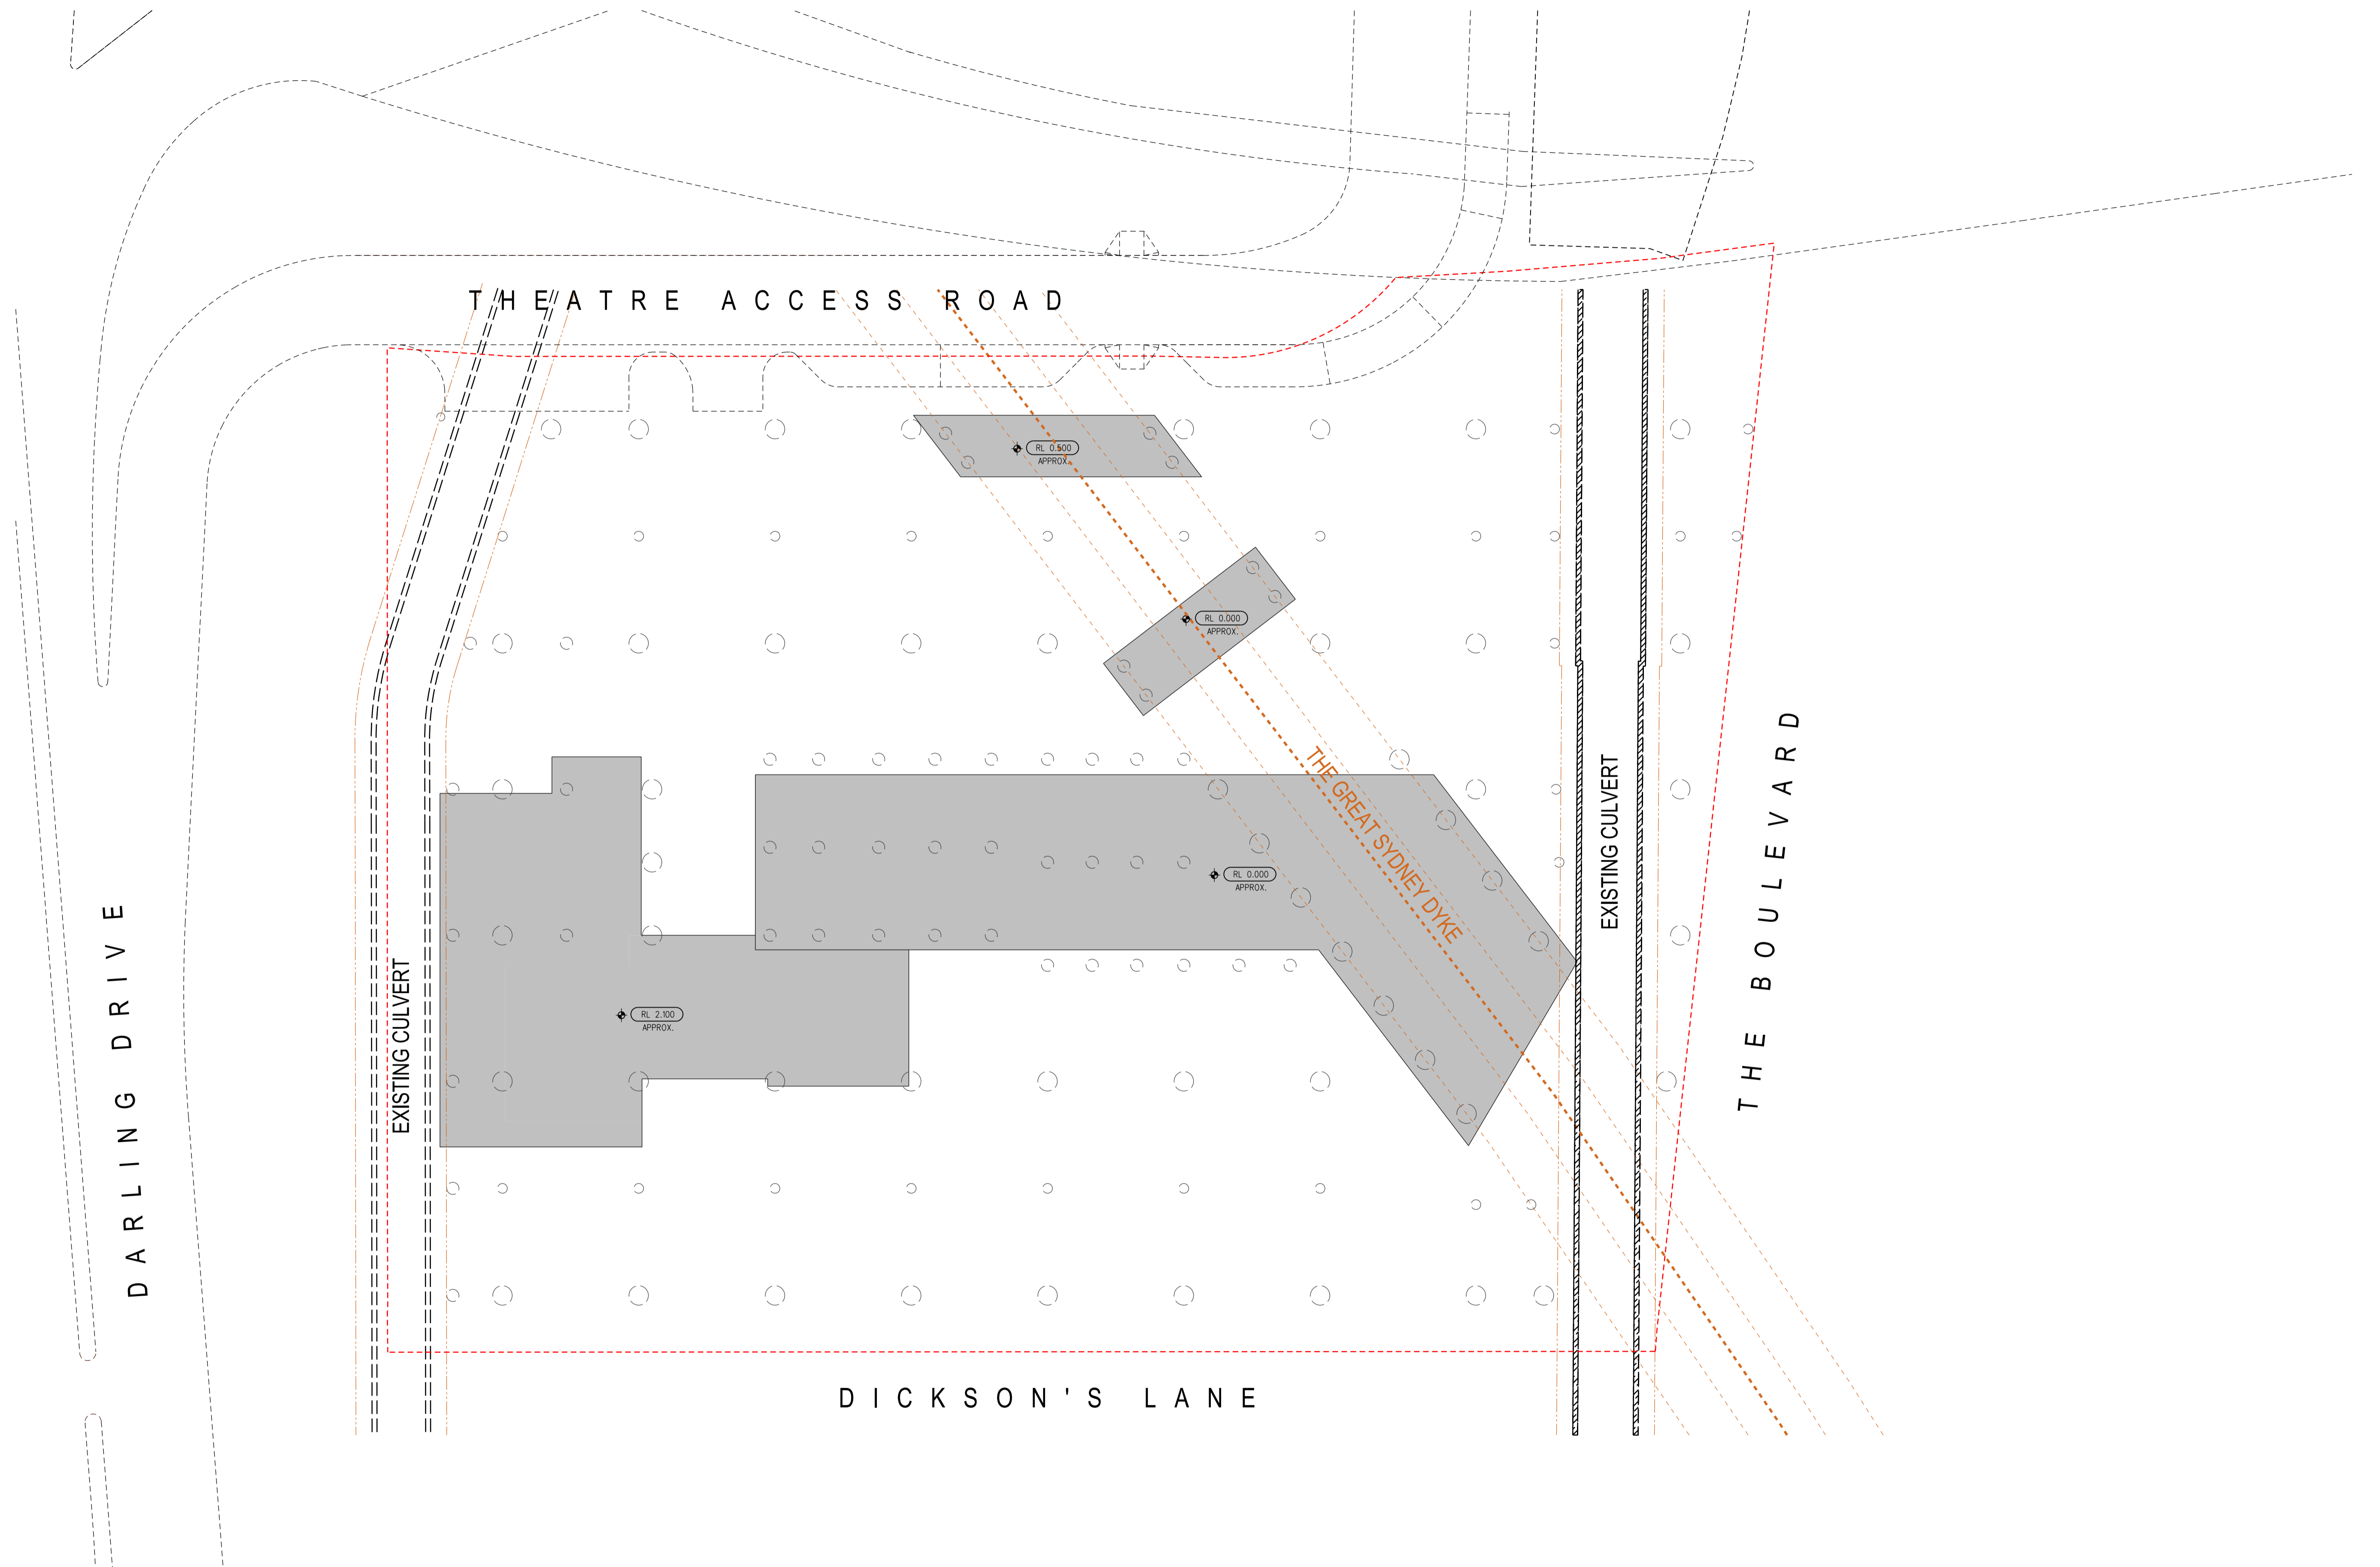 THEATRE ACCESS ROAD
RL 0.500
APPROX.
RL 0.000
APPROX.
THE GREAT SYDNEY DYKE
EXISTING CULVERT
THE BOULEVARD
RL 0.000
APPROX.
DARLING DRIVE
EXISTING CULVERT
RL 2.100
APPROX.
DICKSON'S LANE